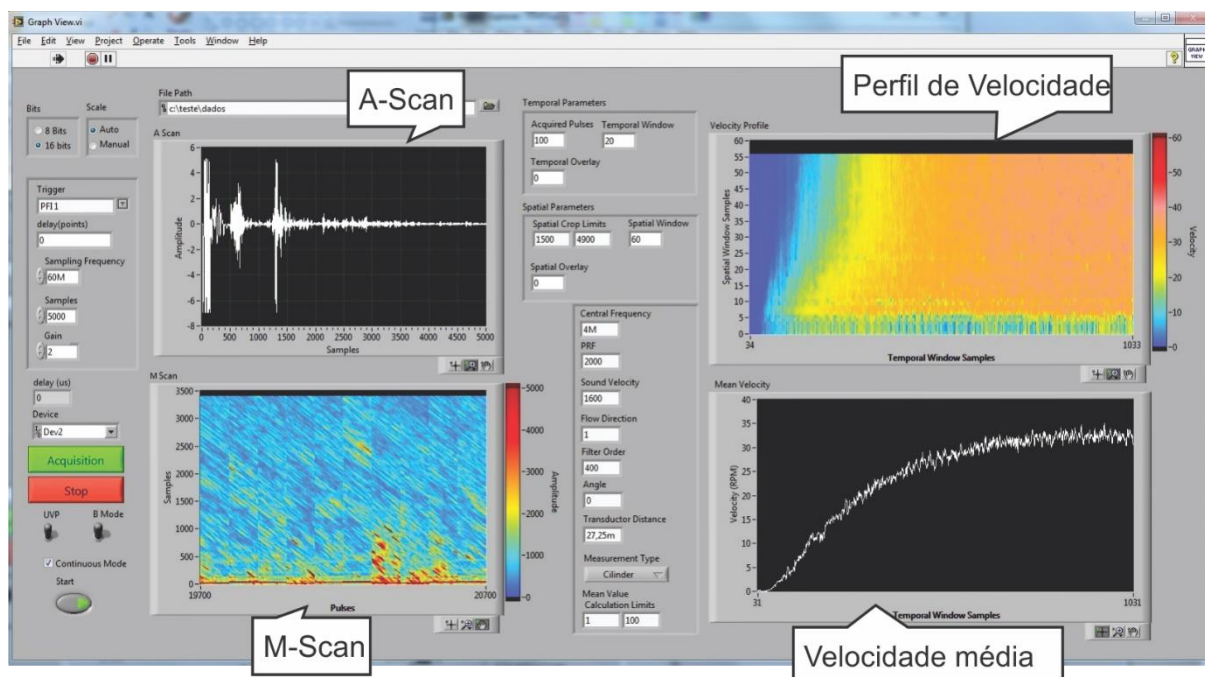 Graph View.vi
File Edit View Project Operate Tools Window Help
GRAPH
VIEW
Bits
8 Bits
16 bits
Scale
Auto
Manual
File Path
c:\teste\dados
A-Scan
A Scan
Amplitude
6
4
2
0
-2
-4
-6
-8
0 500 1000 1500 2000 2500 3000 3500 4000 4500 5000
Samples
Trigger
PFI1
delay(points)
0
Sampling Frequency
60M
Samples
5000
Gain
2
delay (us)
0
Device
Dev2
Acquisition
Stop
UVP B Mode
Continuous Mode
Start
M Scan
Samples
3500
3000
2500
2000
1500
1000
500
0
19700 20700
Pulses
5000
4000
3000
2000
1000
0
Amplitude
M-Scan
Temporal Parameters
Acquired Pulses Temporal Window
100 20
Temporal Overlay
0
Spatial Parameters
Spatial Crop Limits Spatial Window
1500 4900 60
Spatial Overlay
0
Central Frequency
4M
PRF
2000
Sound Velocity
1600
Flow Direction
1
Filter Order
400
Angle
0
Transductor Distance
27,25m
Measurement Type
Cilinder
Mean Value
Calculation Limits
1 100
Perfil de Velocidade
Velocity Profile
Spatial Window Samples
60
55
50
45
40
35
30
25
20
15
10
5
0
34 1033
Temporal Window Samples
60
50
40
30
20
10
0
Velocity
Mean Velocity
Velocity (RPM)
40
35
30
25
20
15
10
5
0
31 1031
Temporal Window Samples
Velocidade média